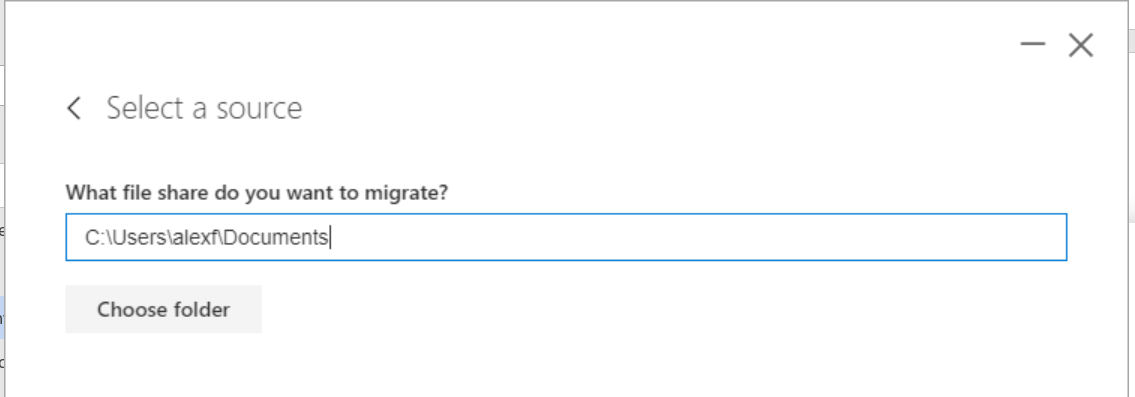 Select a source
What file share do you want to migrate?
C:\Users\alexf\Documents
Choose folder